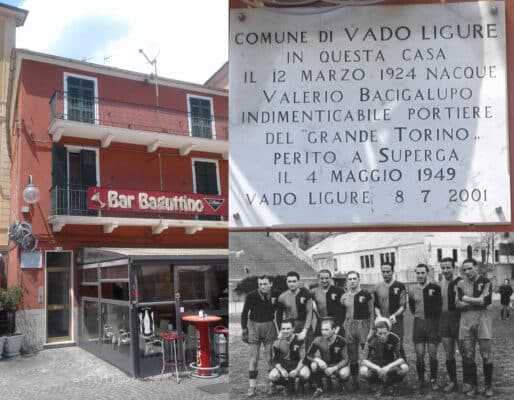 Bar Baguttino
COMUNE DI VADO LIGURE
IN QUESTA CASA
IL 12 MARZO 1924 NACQUE
VALERIO BACIGALUPO
INDIMENTICABILE PORTIERE
DEL "GRANDE TORINO„
PERITO A SUPERGA
IL 4 MAGGIO 1949
VADO LIGURE 8 7 2001